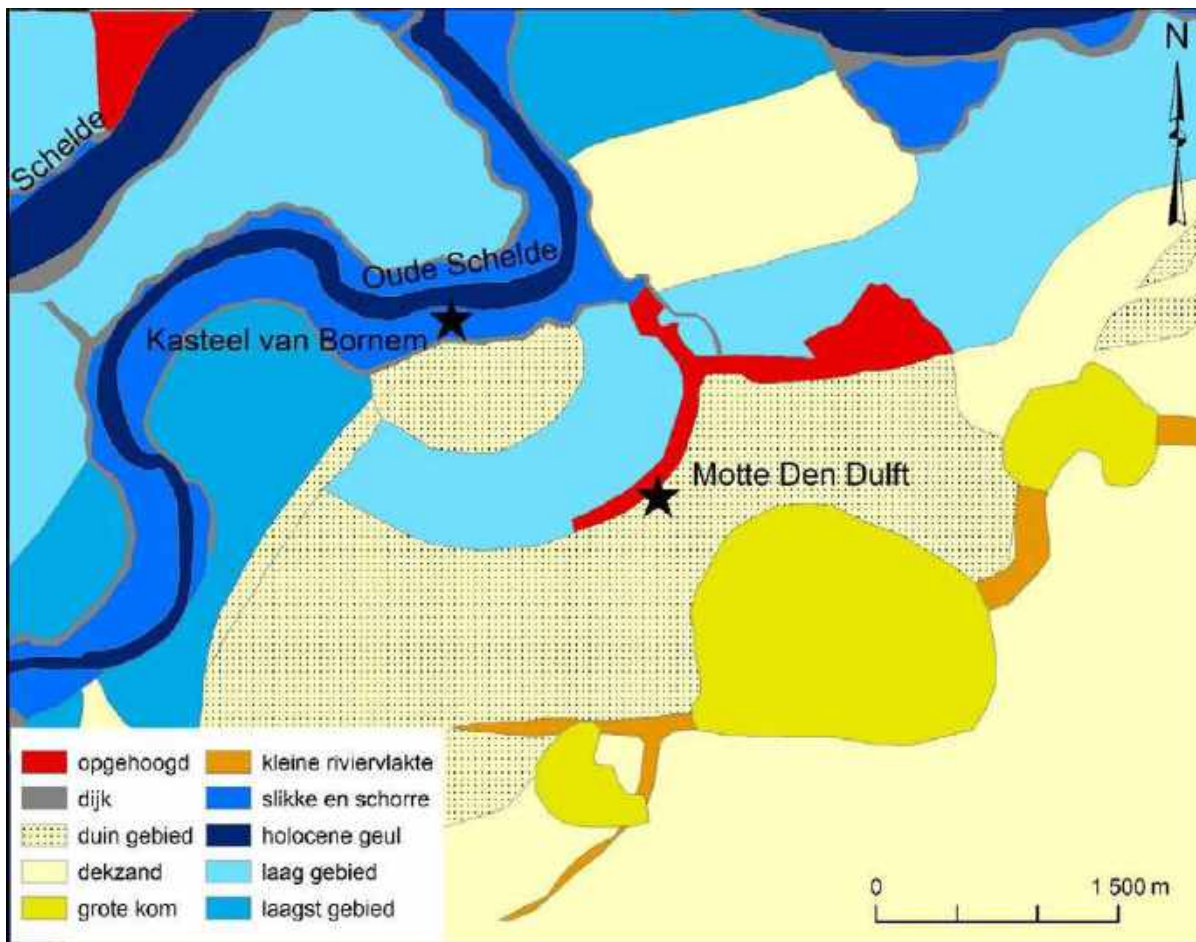 N
Schelde
Oude Schelde
Kasteel van Bornem
Motte Den Dulft
opgehoogd
dijk
duin gebied
dekzand
grote kom
kleine riviervlakte
slikke en schorre
holocene geul
laag gebied
laagst gebied
0 1 500 m